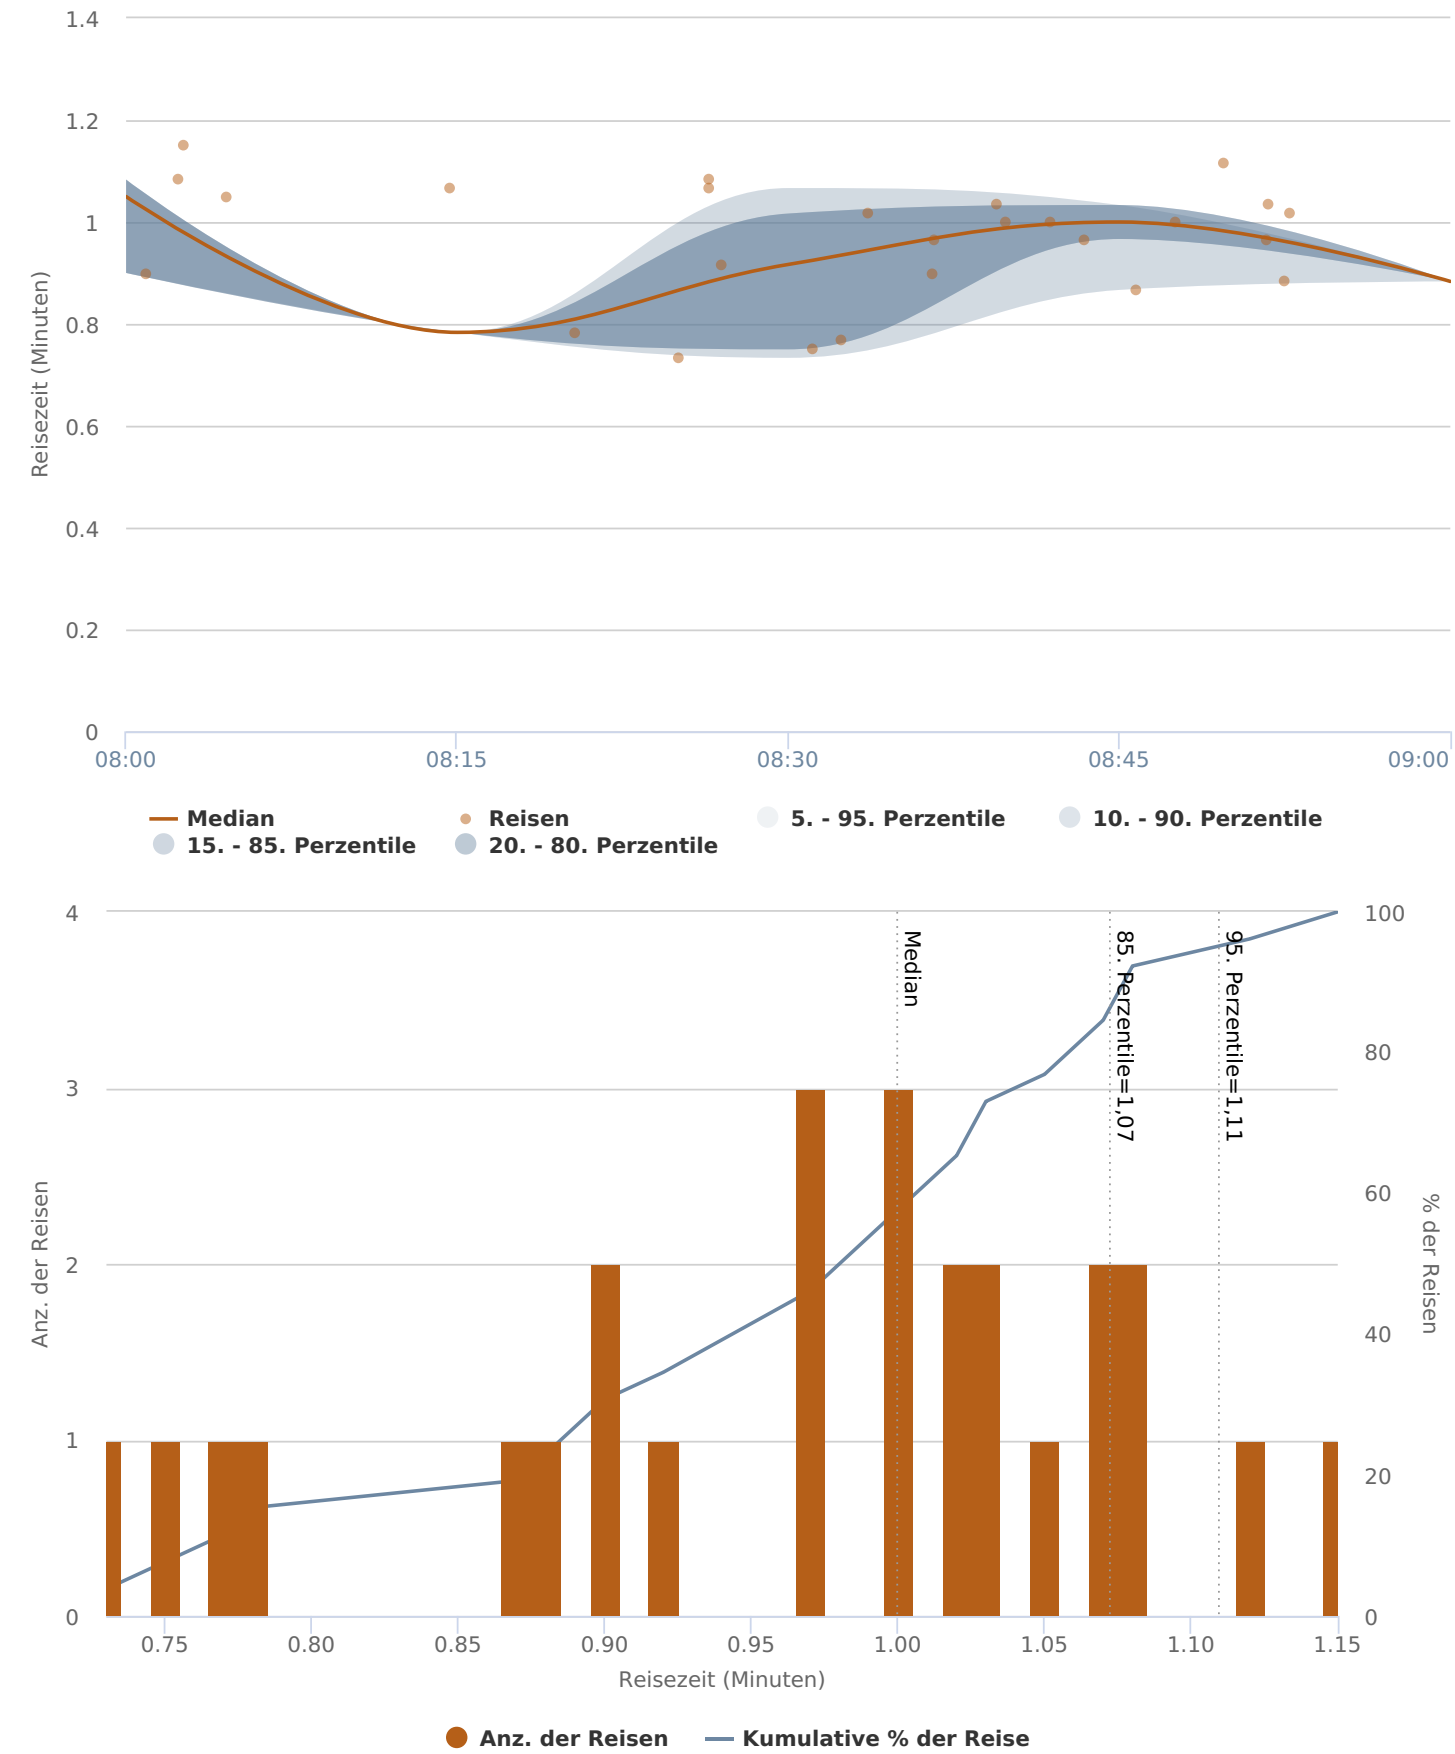 1.4
1.2
1
0.8
0.6
0.4
0.2
0
Reisezeit (Minuten)
08:00 08:15 08:30 08:45 09:00
Median Reisen 5. - 95. Perzentile 10. - 90. Perzentile
15. - 85. Perzentile 20. - 80. Perzentile
4
3
2
1
0
Anz. der Reisen
Median
85. Perzentile=1,07
95. Perzentile=1,11
100
80
60
40
20
0
% der Reisen
0.75 0.80 0.85 0.90 0.95 1.00 1.05 1.10 1.15
Reisezeit (Minuten)
Anz. der Reisen Kumulative % der Reise